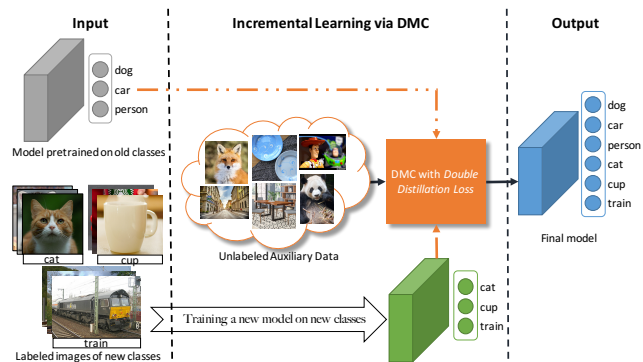 Input
Incremental Learning via DMC
Output
dog
car
person
Model pretrained on old classes
cat
cup
train
Labeled images of new classes
Unlabeled Auxiliary Data
DMC with Double
Distillation Loss
Training a new model on new classes
cat
cup
train
dog
car
person
cat
cup
train
Final model